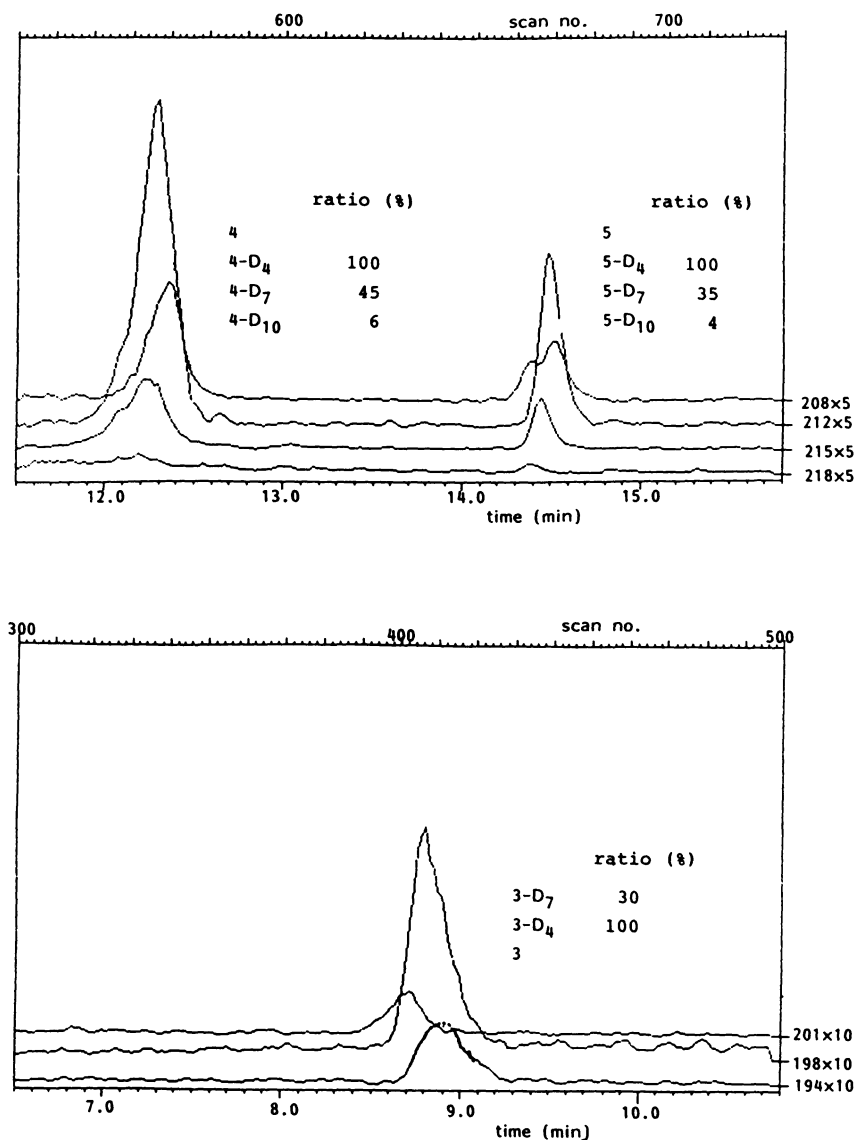 600 scan no. 700
ratio (%) ratio (%)
4 5
4-D4 100 5-D4 100
4-D7 45 5-D7 35
4-D10 6 5-D10 4
208×5
212×5
215×5
218×5
12.0 13.0 14.0 15.0
time (min)
300 400 scan no. 500
ratio (%)
3-D7 30
3-D4 100
3
201×10
198×10
194×10
7.0 8.0 9.0 10.0
time (min)